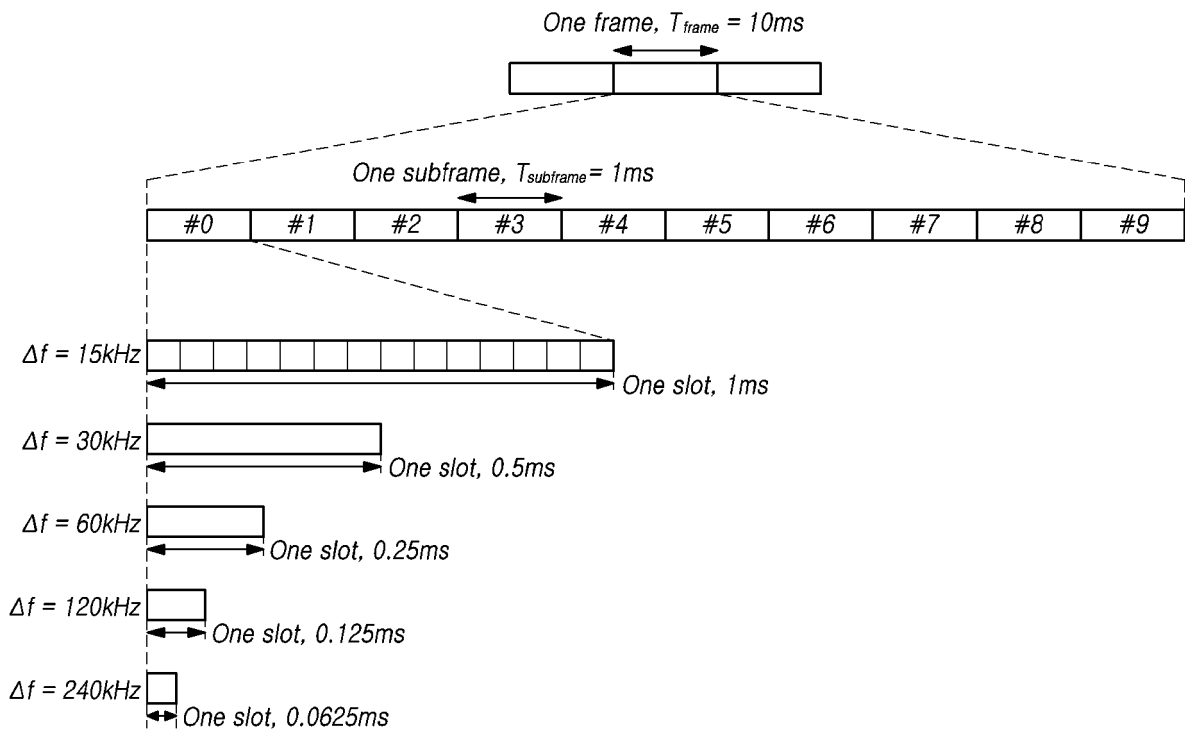 One frame, Tframe = 10ms
One subframe, Tsubframe = 1ms
#0 #1 #2 #3 #4 #5 #6 #7 #8 #9
Δf = 15kHz
One slot, 1ms
Δf = 30kHz
One slot, 0.5ms
Δf = 60kHz
One slot, 0.25ms
Δf = 120kHz
One slot, 0.125ms
Δf = 240kHz
One slot, 0.0625ms